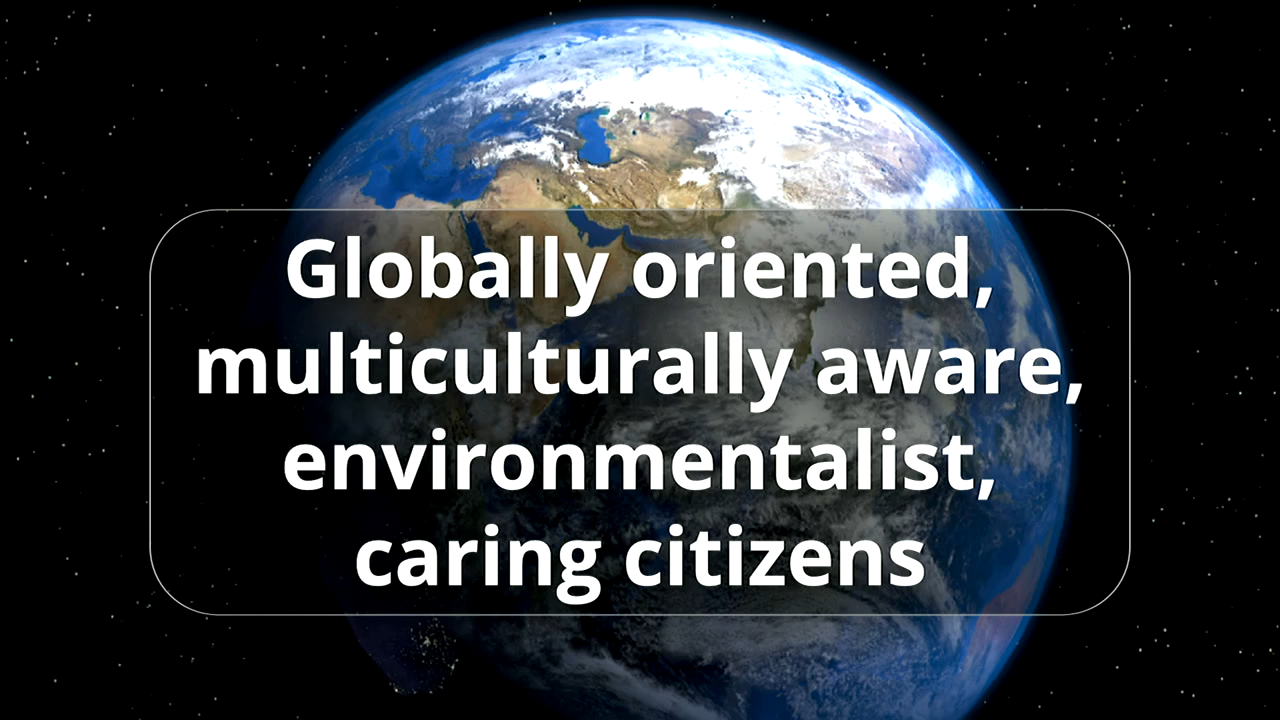 Globally oriented,
multiculturally aware,
environmentalist,
caring citizens